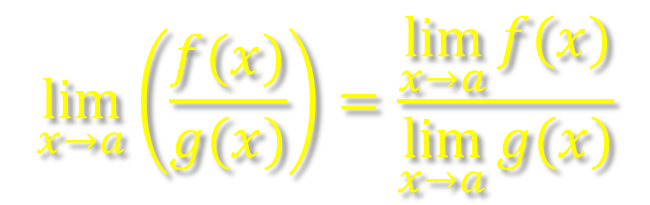 lim x→a (f(x)/g(x)) = lim x→a f(x) / lim x→a g(x)